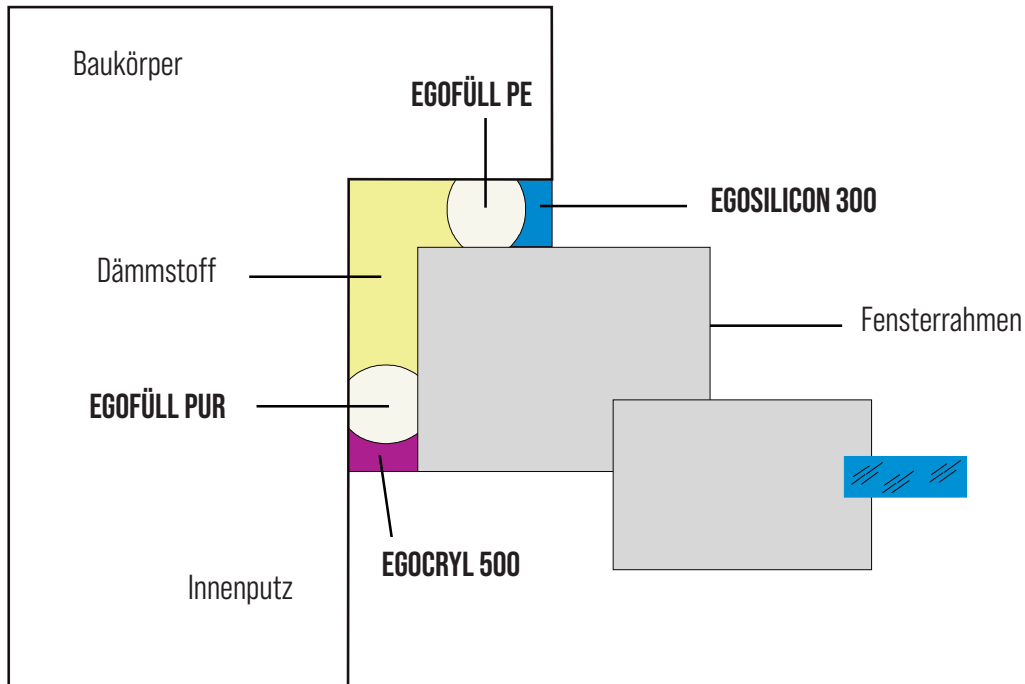 Baukörper
EGOFÜLL PE
EGOSILICON 300
Dämmstoff
Fensterrahmen
EGOFÜLL PUR
EGOCRYL 500
Innenputz